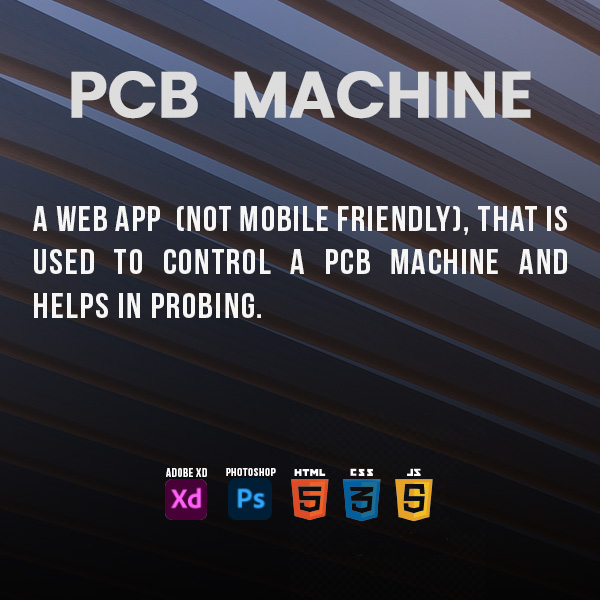 PCB MACHINE
A WEB APP (NOT MOBILE FRIENDLY), THAT IS
USED TO CONTROL A PCB MACHINE AND
HELPS IN PROBING.
ADOBE XD PHOTOSHOP HTML CSS JS
Xd Ps 5 3 5